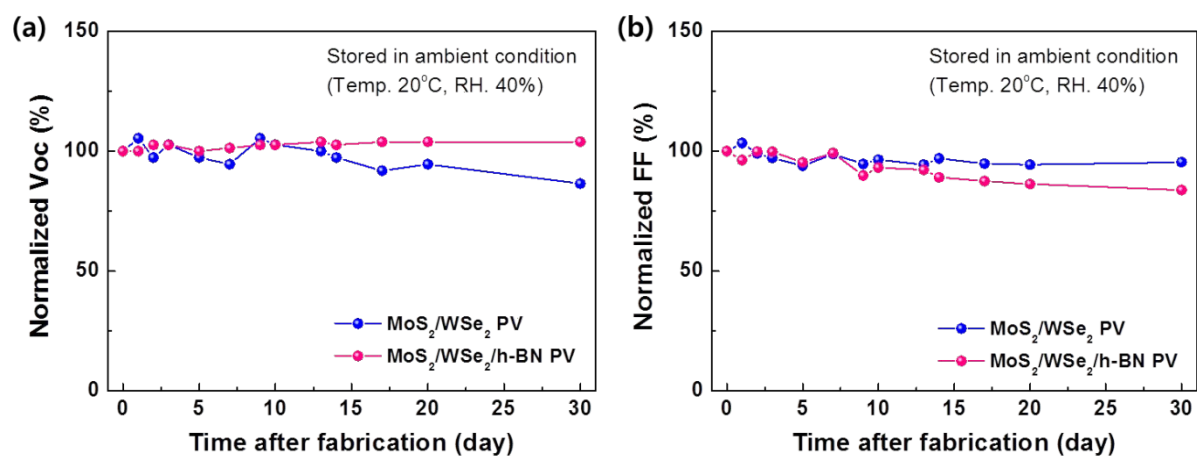 (a)
150
100
50
0
Normalized Voc (%)
Stored in ambient condition
(Temp. 20°C, RH. 40%)
MoS₂/WSe₂ PV
MoS₂/WSe₂/h-BN PV
0 5 10 15 20 25 30
Time after fabrication (day)
(b)
150
100
50
0
Normalized FF (%)
Stored in ambient condition
(Temp. 20°C, RH. 40%)
MoS₂/WSe₂ PV
MoS₂/WSe₂/h-BN PV
0 5 10 15 20 25 30
Time after fabrication (day)